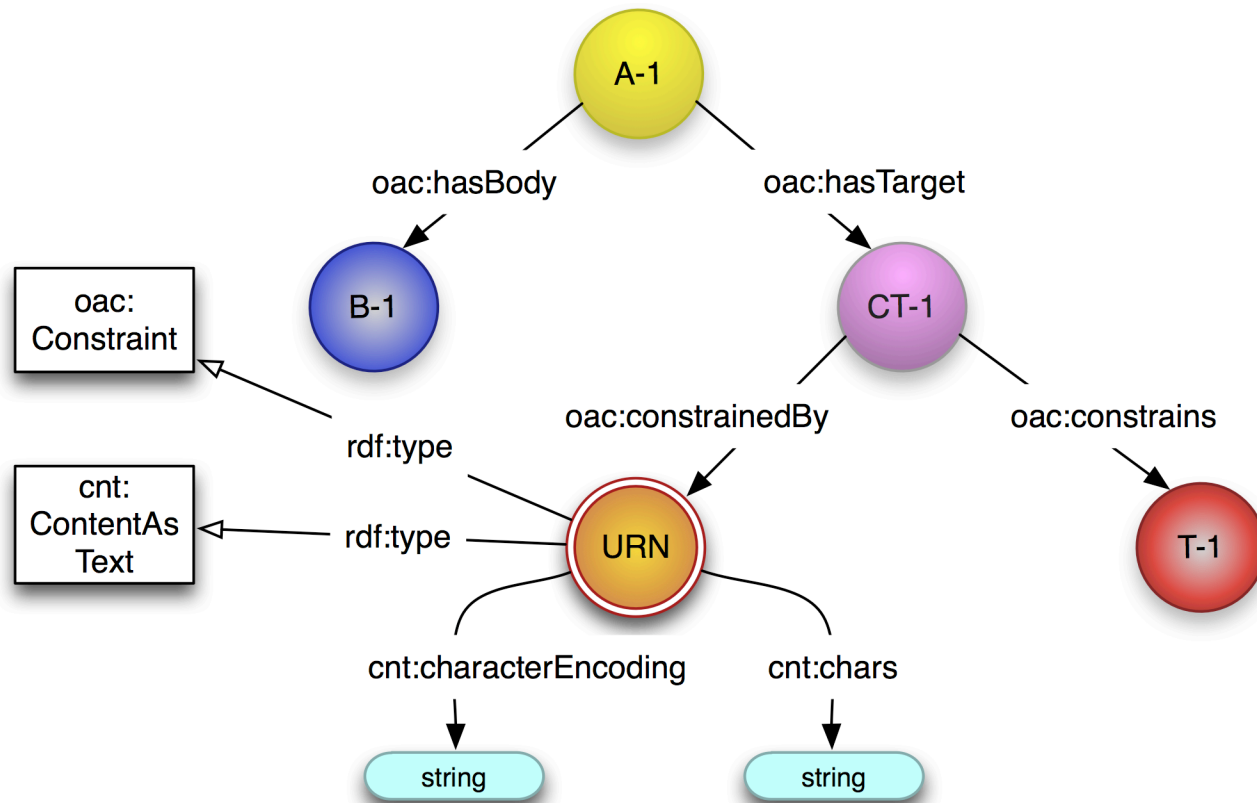 A-1
oac:hasBody
oac:hasTarget
oac:
Constraint
B-1
CT-1
oac:constrainedBy
oac:constrains
rdf:type
cnt:
ContentAs
Text
rdf:type
URN
T-1
cnt:characterEncoding
cnt:chars
string
string